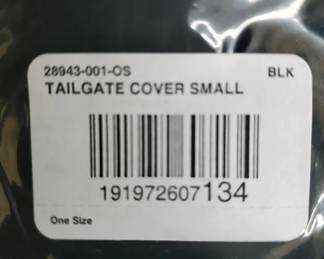 28943-001-OS BLK
TAILGATE COVER SMALL
191972607134
One Size